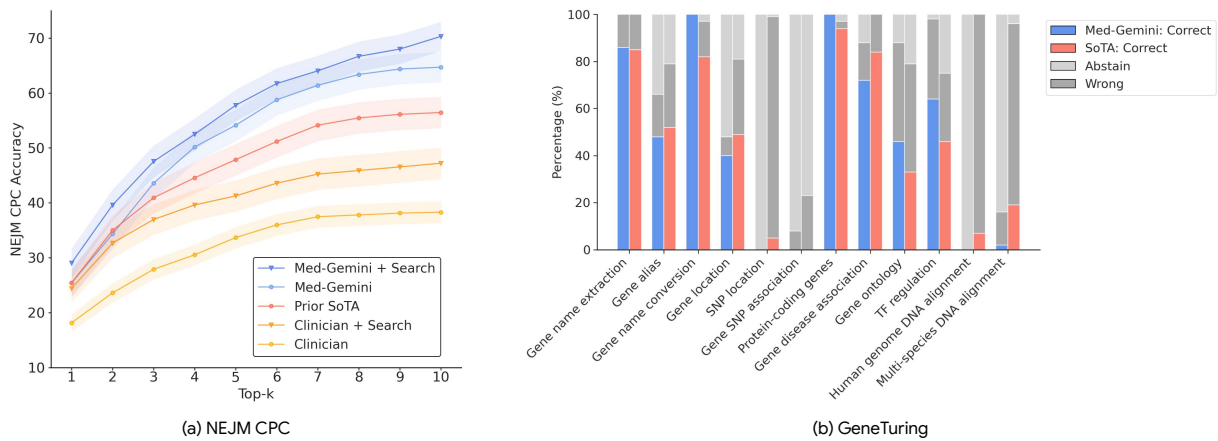 NEJM CPC Accuracy
70
60
50
40
30
20
10
1 2 3 4 5 6 7 8 9 10
Top-k
Med-Gemini + Search
Med-Gemini
Prior SoTA
Clinician + Search
Clinician
(a) NEJM CPC
Percentage (%)
100
80
60
40
20
0
Gene name extraction
Gene alias
Gene name conversion
Gene location
SNP location
Gene SNP association
Protein-coding genes
Gene disease association
Gene ontology
TF regulation
Human genome DNA alignment
Multi-species DNA alignment
Med-Gemini: Correct
SoTA: Correct
Abstain
Wrong
(b) GeneTuring